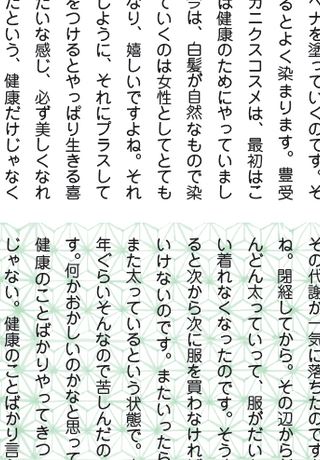 ヘナを塗っていくのです。そ
るとよく染まります。豊受
カニクスコスメは、最初はこ
は健康のためにやっていまし
今は、白髪が自然なもので染
ていくのは女性としてとても
なり、嬉しいですよね。それ
しように、それにプラスして
をつけるとやっぱり生きる喜
たいな感じ、必ず美しくなれ
たという、健康だけじゃなく
その代謝が一気に落ちたのです
ね。閉経してから。その辺から
んどん太っていって、服がだい
い着れなくなったのです。そう
ると次から次に服を買わなければ
いけないのです。またいったら
また太っているという状態で。
年ぐらいそんなので苦しんだの
す。何かおかしいのかなと思って
健康のことばかりやってきつ
じゃない。健康のことばかり言